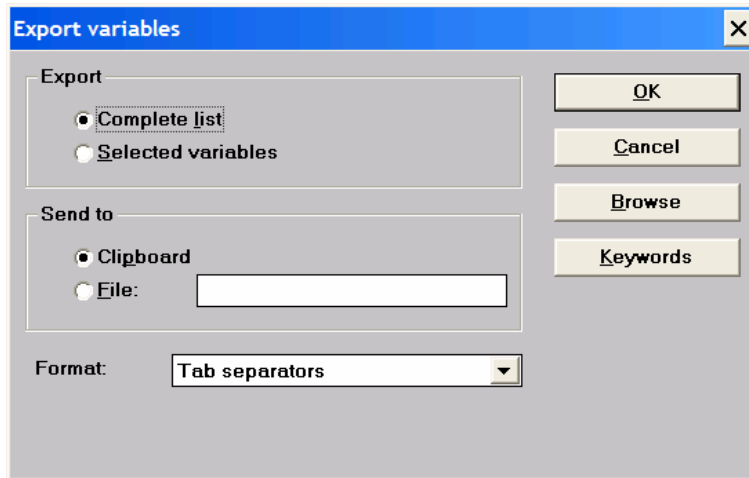 Export variables
Export
Complete list
Selected variables
Send to
Clipboard
File:
Format: Tab separators
OK
Cancel
Browse
Keywords